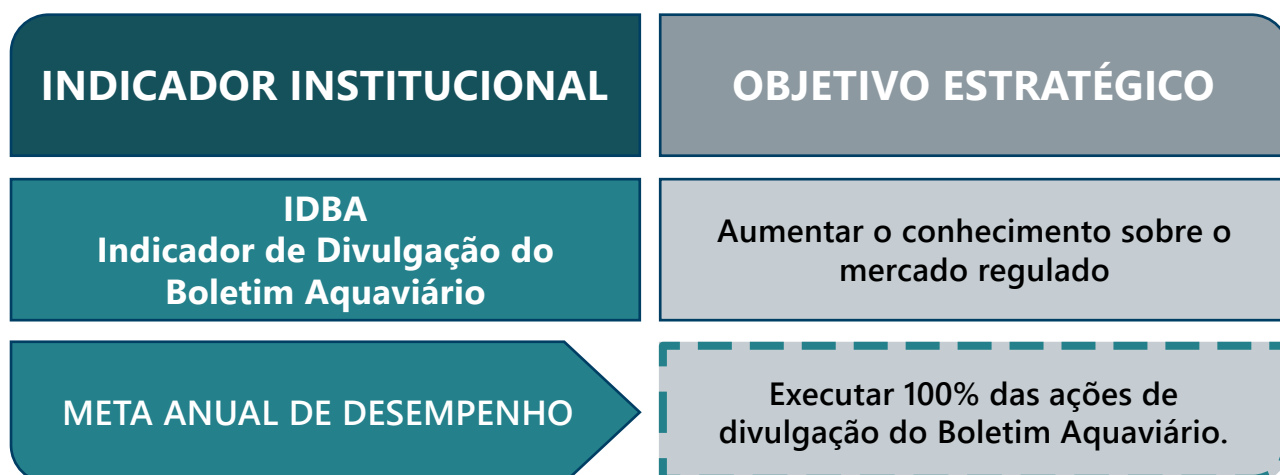 INDICADOR INSTITUCIONAL
OBJETIVO ESTRATÉGICO
IDBA
Indicador de Divulgação do
Boletim Aquaviário
Aumentar o conhecimento sobre o
mercado regulado
META ANUAL DE DESEMPENHO
Executar 100% das ações de
divulgação do Boletim Aquaviário.